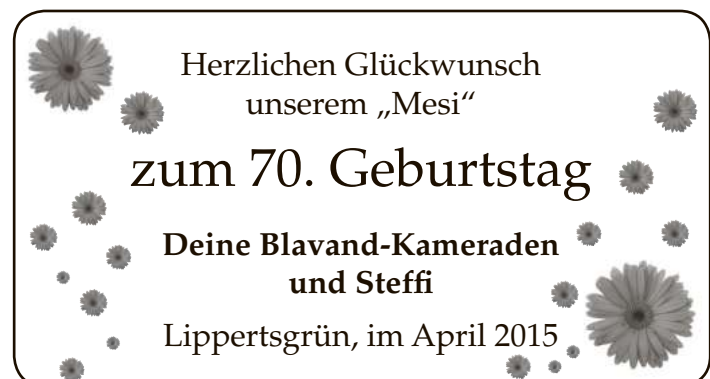 Herzlichen Glückwunsch
unserem „Mesi“
zum 70. Geburtstag
Deine Blavand-Kameraden
und Steffi
Lippertsgrün, im April 2015